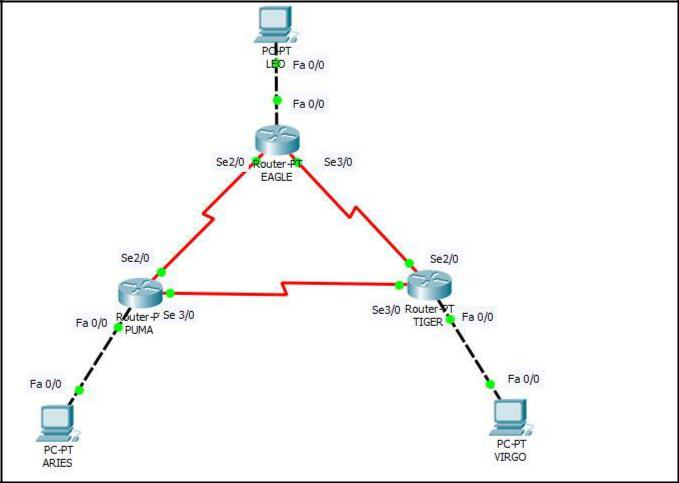 PC-PT
LEO
Fa 0/0
Fa 0/0
Se2/0
Se3/0
Router-PT
EAGLE
Se2/0
Se2/0
Router-P
Se 3/0
PUMA
Se3/0
Router-PT
TIGER
Fa 0/0
Fa 0/0
Fa 0/0
Fa 0/0
PC-PT
ARIES
PC-PT
VIRGO